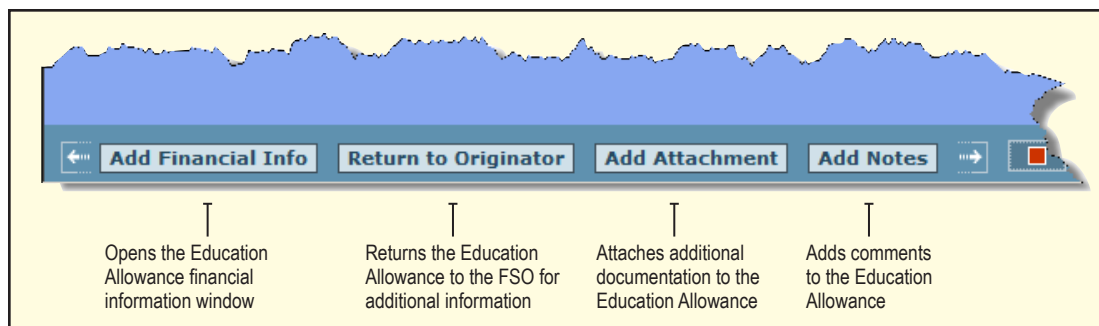 Add Financial Info Return to Originator Add Attachment Add Notes
Opens the Education
Allowance financial
information window
Returns the Education
Allowance to the FSO for
additional information
Attaches additional
documentation to the
Education Allowance
Adds comments
to the Education
Allowance